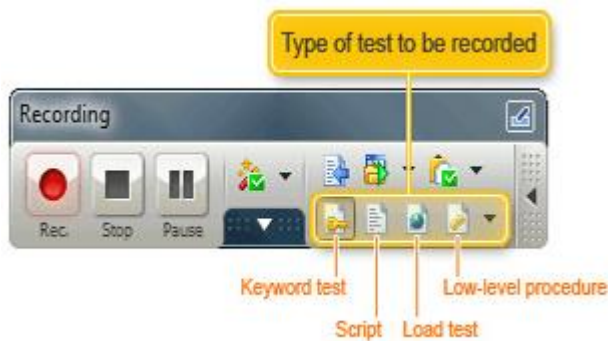 Type of test to be recorded
Recording
Rec. Stop Pause
Keyword test Low-level procedure
Script Load test